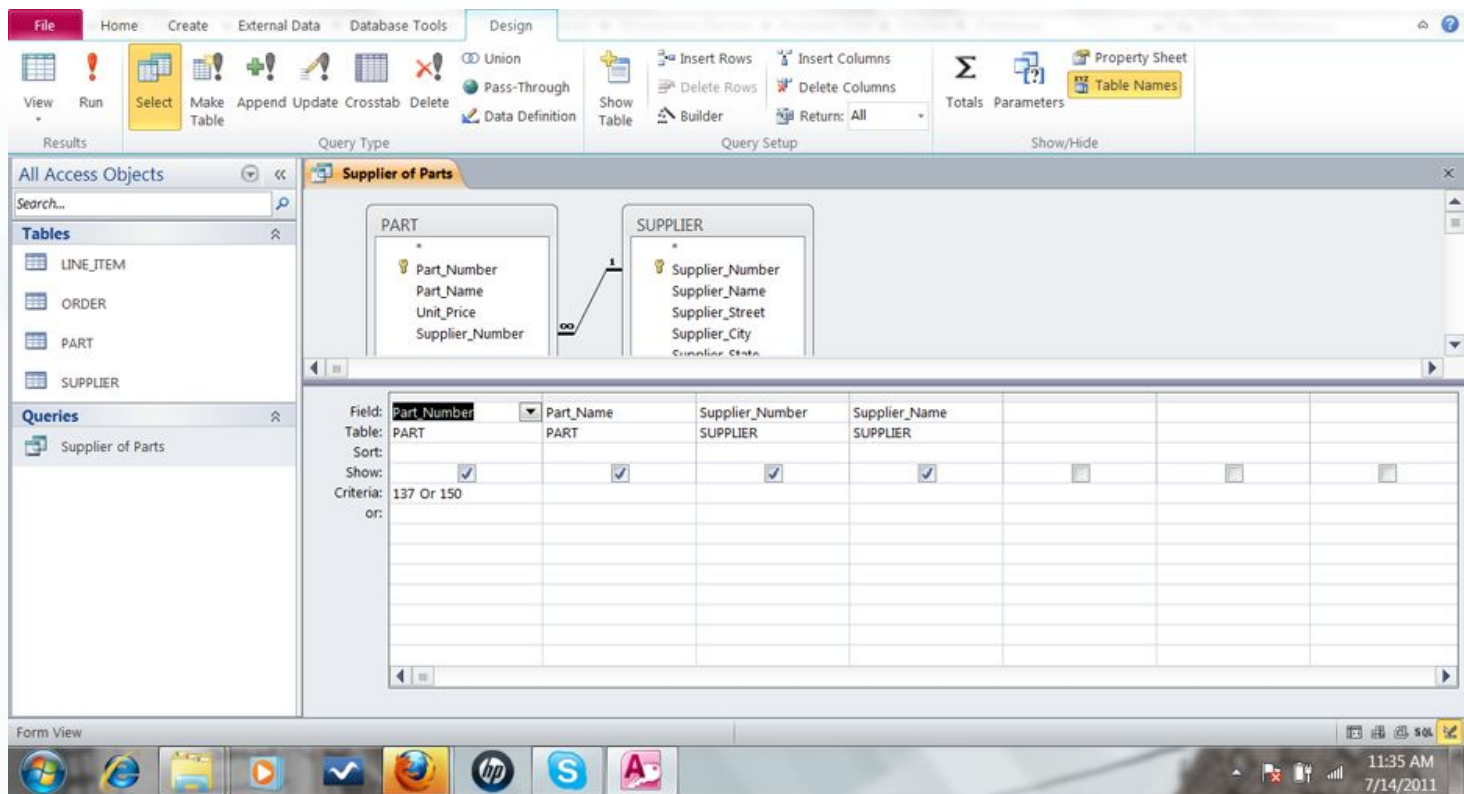 File Home Create External Data Database Tools Design
View Run Select Make Table Append Update Crosstab Delete
Union
Pass-Through
Data Definition
Show Table
Insert Rows
Delete Rows
Builder
Insert Columns
Delete Columns
Return: All
Totals Parameters
Property Sheet
Table Names
Results Query Type Query Setup Show/Hide
All Access Objects
Search...
Tables
LINE_ITEM
ORDER
PART
SUPPLIER
Queries
Supplier of Parts
Supplier of Parts
PART
*
Part_Number
Part_Name
Unit_Price
Supplier_Number
∞
1
SUPPLIER
*
Supplier_Number
Supplier_Name
Supplier_Street
Supplier_City
Supplier_State
Field: Part_Number Part_Name Supplier_Number Supplier_Name
Table: PART PART SUPPLIER SUPPLIER
Sort:
Show:
Criteria: 137 Or 150
or:
Form View
SQL
hp
11:35 AM
7/14/2011